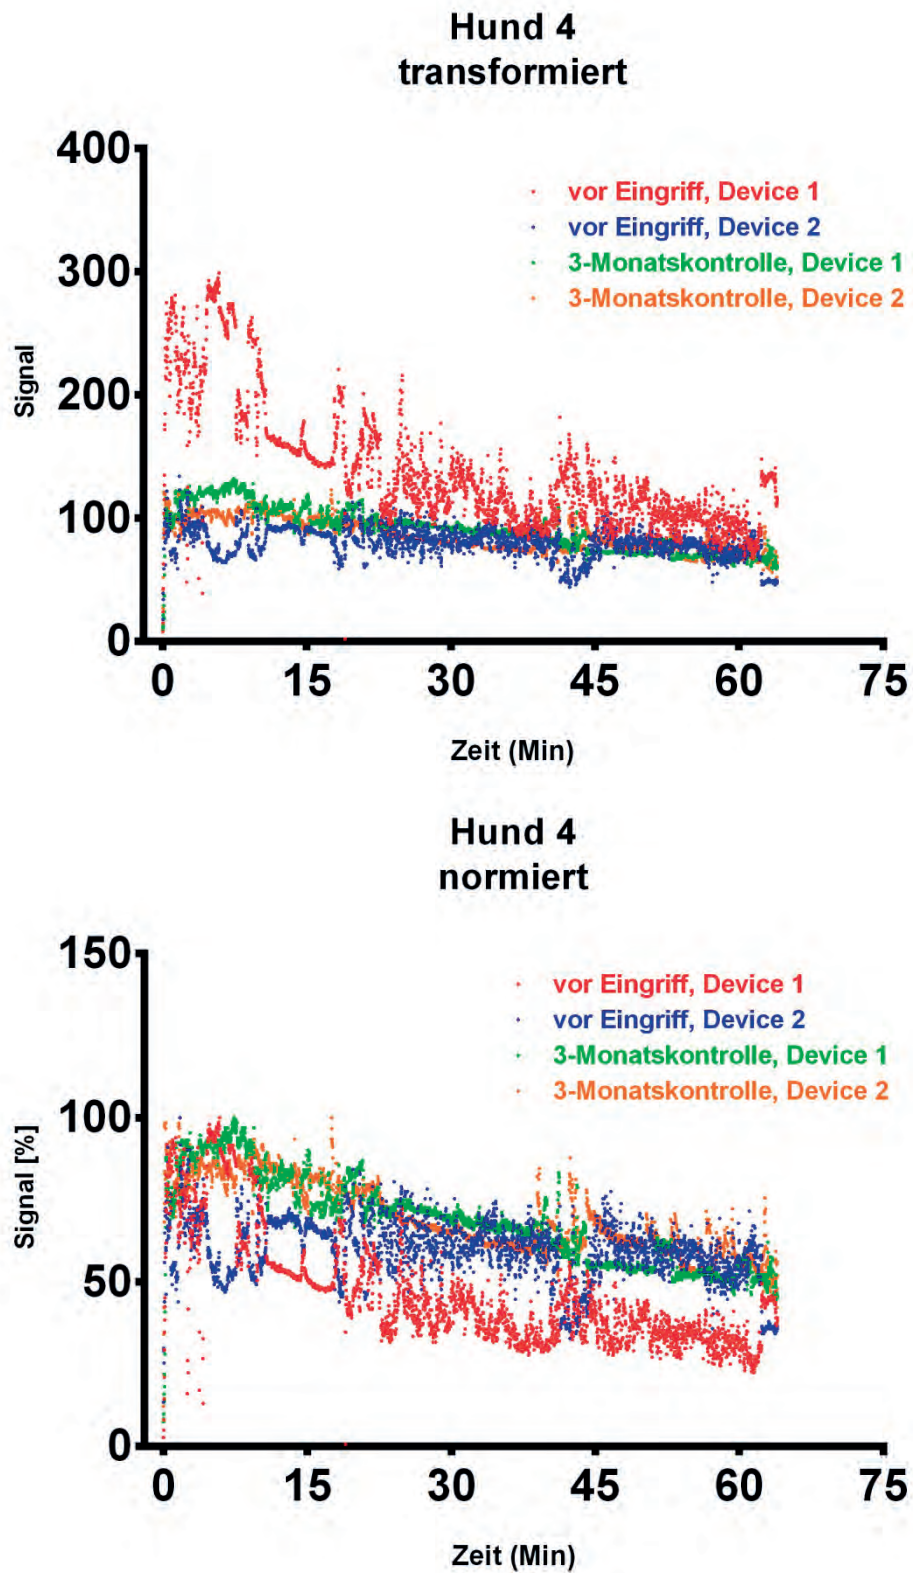 Hund 4
transformiert
400
300
200
100
0
Signal
vor Eingriff, Device 1
vor Eingriff, Device 2
3-Monatskontrolle, Device 1
3-Monatskontrolle, Device 2
0 15 30 45 60 75
Zeit (Min)
Hund 4
normiert
150
100
50
0
Signal [%]
vor Eingriff, Device 1
vor Eingriff, Device 2
3-Monatskontrolle, Device 1
3-Monatskontrolle, Device 2
0 15 30 45 60 75
Zeit (Min)